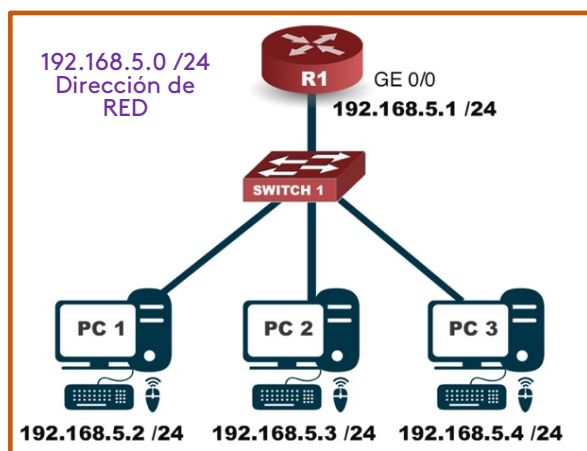 192.168.5.0 /24
Dirección de
RED
R1
GE 0/0
192.168.5.1 /24
SWITCH 1
PC 1
PC 2
PC 3
192.168.5.2 /24
192.168.5.3 /24
192.168.5.4 /24